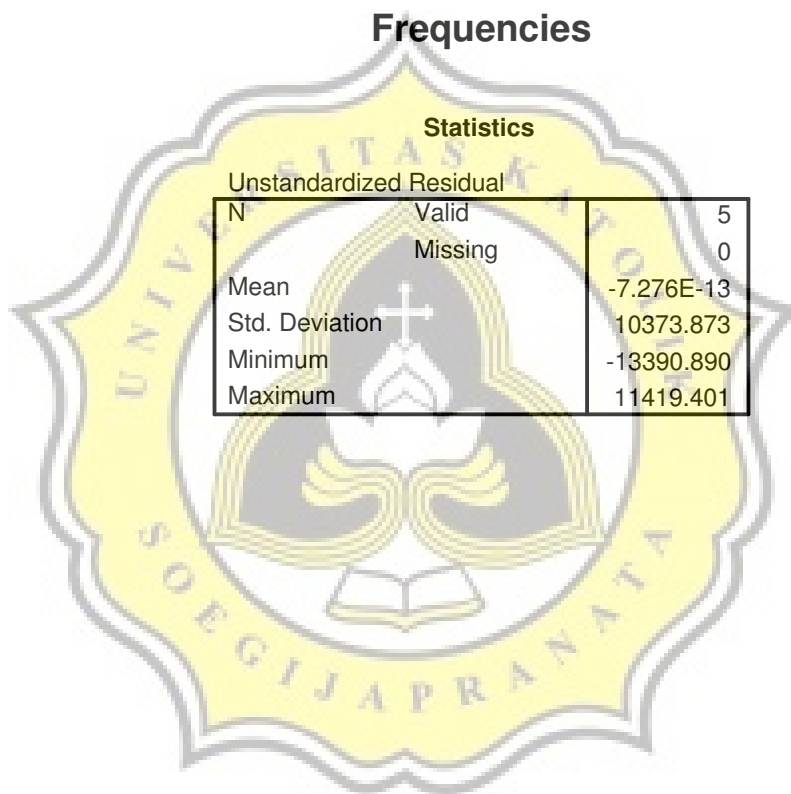 Frequencies
Statistics
Unstandardized Residual
N Valid 5
Missing 0
Mean -7.276E-13
Std. Deviation 10373.873
Minimum -13390.890
Maximum 11419.401
UNIVERSITAS KATOLIK
SOEGIJAPRANATA